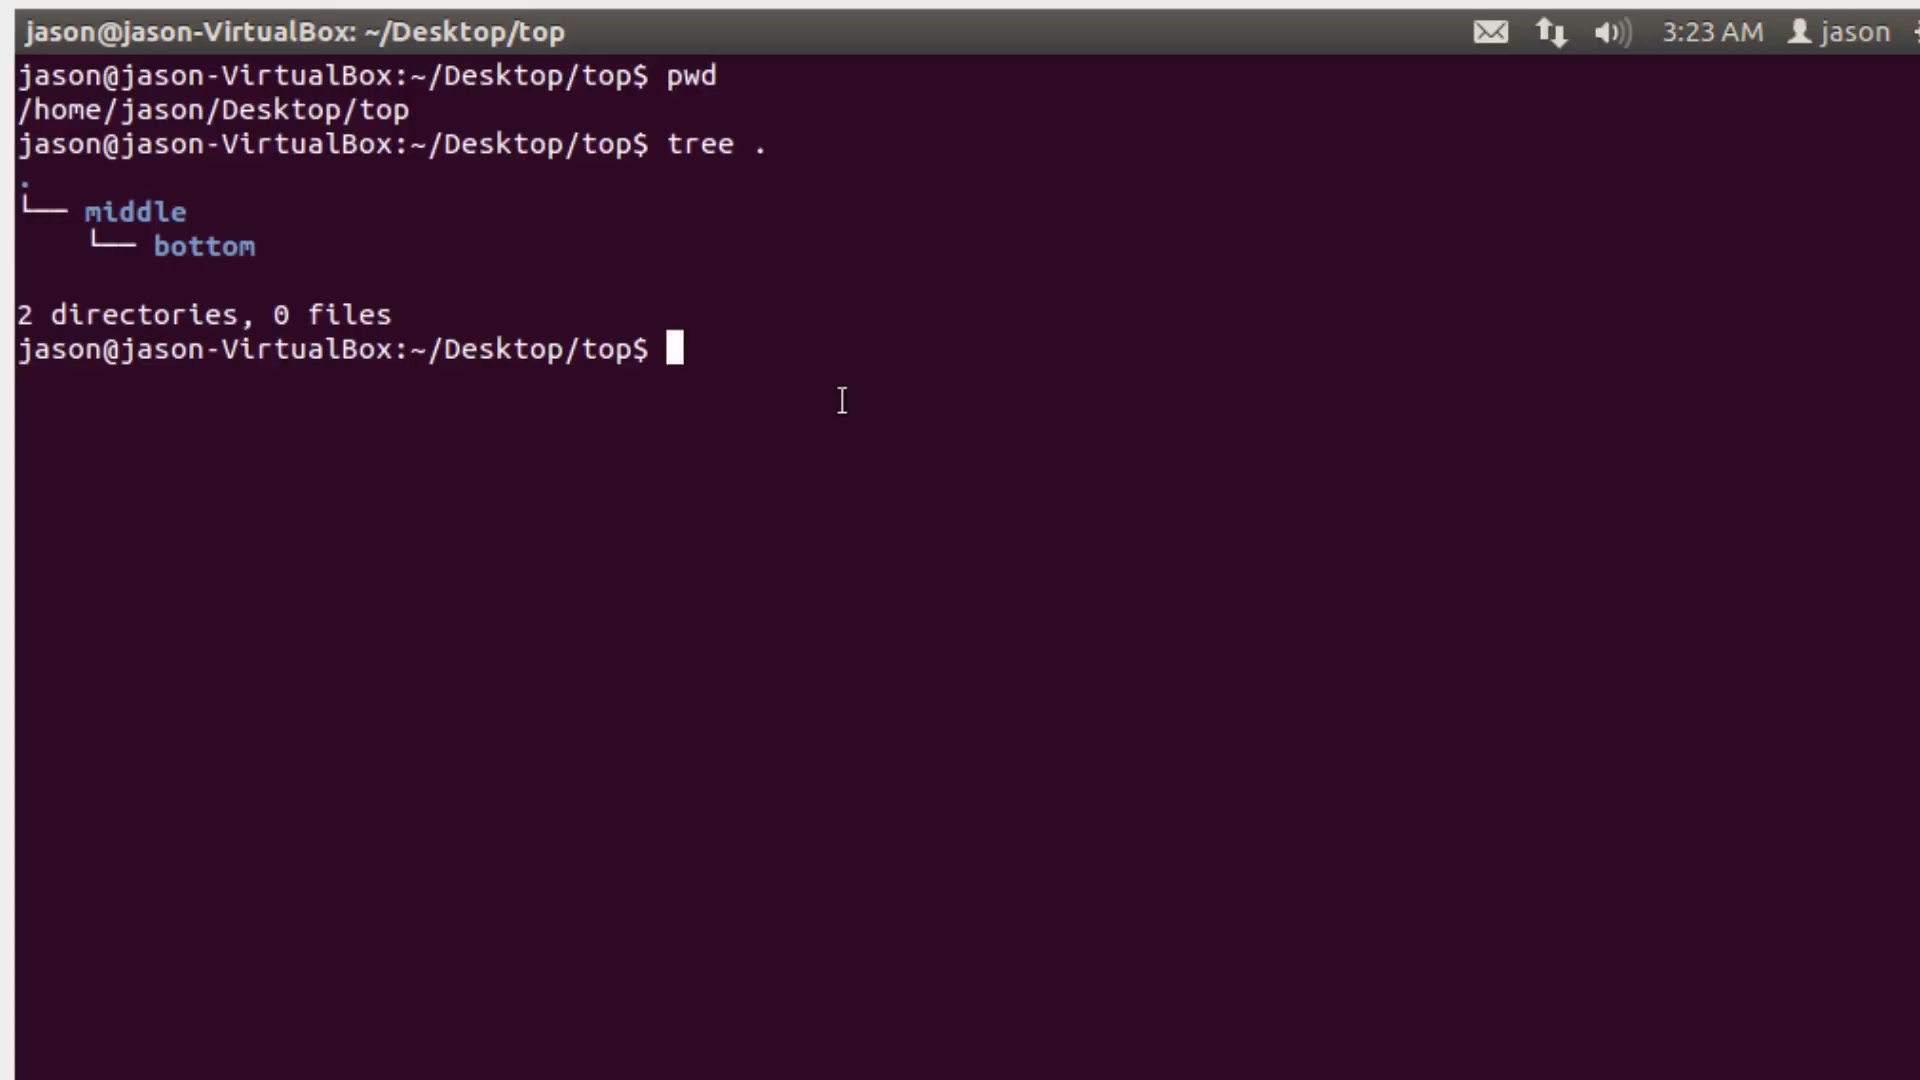 jason@jason-VirtualBox: ~/Desktop/top 3:23 AM jason
jason@jason-VirtualBox:~/Desktop/top$ pwd
/home/jason/Desktop/top
jason@jason-VirtualBox:~/Desktop/top$ tree .
.
└── middle
    └── bottom
2 directories, 0 files
jason@jason-VirtualBox:~/Desktop/top$